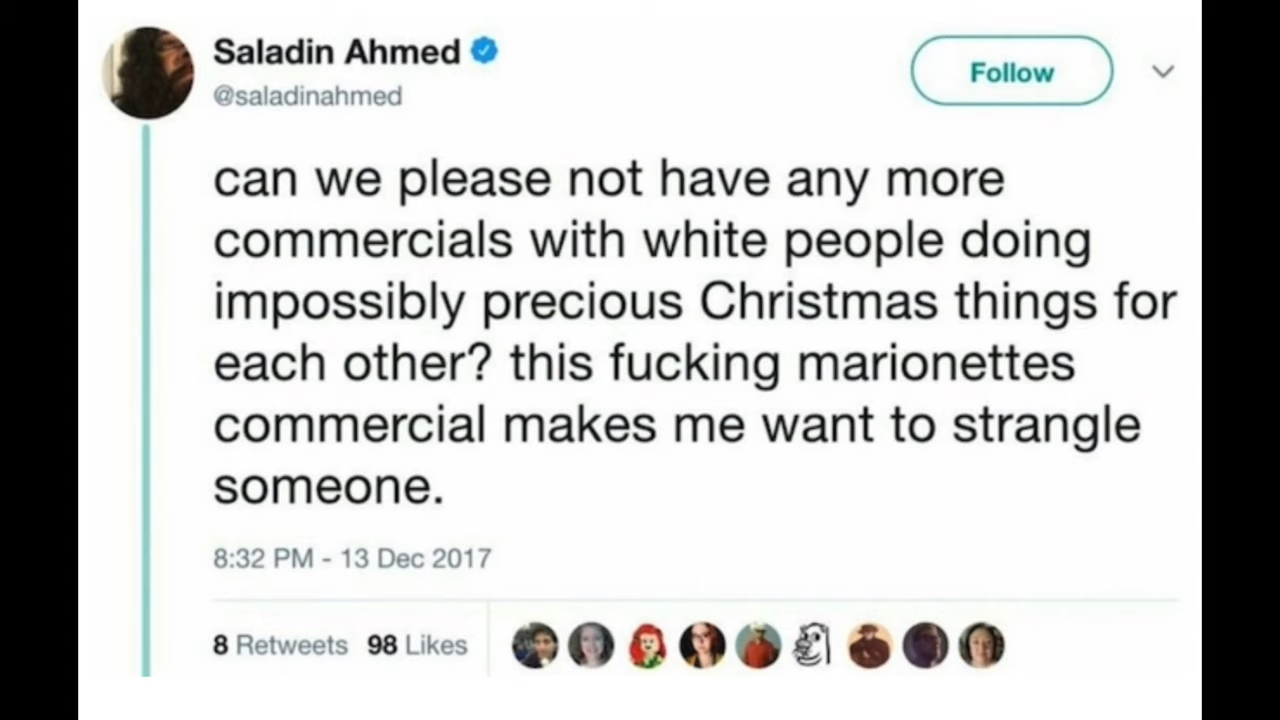 Saladin Ahmed
Follow
@saladinahmed
can we please not have any more
commercials with white people doing
impossibly precious Christmas things for
each other? this fucking marionettes
commercial makes me want to strangle
someone.
8:32 PM - 13 Dec 2017
8 Retweets 98 Likes